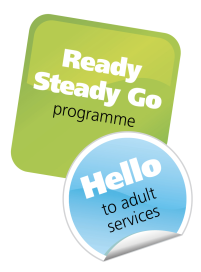 Ready
Steady Go
programme
Hello
to adult
services